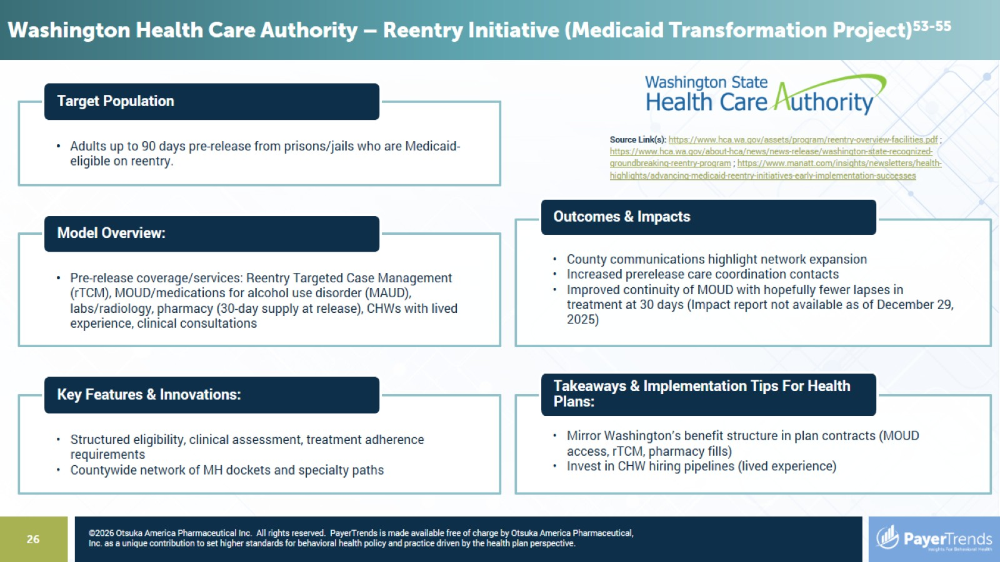 Washington Health Care Authority – Reentry Initiative (Medicaid Transformation Project)53-55
Target Population
• Adults up to 90 days pre-release from prisons/jails who are Medicaid-
eligible on reentry.
Model Overview:
• Pre-release coverage/services: Reentry Targeted Case Management
(rTCM), MOUD/medications for alcohol use disorder (MAUD),
labs/radiology, pharmacy (30-day supply at release), CHWs with lived
experience, clinical consultations
Key Features & Innovations:
• Structured eligibility, clinical assessment, treatment adherence
requirements
• Countywide network of MH dockets and specialty paths
Washington State
Health Care Authority
Source Link(s): https://www.hca.wa.gov/assets/program/reentry-overview-facilities.pdf ;
https://www.hca.wa.gov/about-hca/news/news-release/washington-state-recognized-
groundbreaking-reentry-program ; https://www.manatt.com/insights/newsletters/health-
highlights/advancing-medicaid-reentry-initiatives-early-implementation-successes
Outcomes & Impacts
• County communications highlight network expansion
• Increased prerelease care coordination contacts
• Improved continuity of MOUD with hopefully fewer lapses in
treatment at 30 days (Impact report not available as of December 29,
2025)
Takeaways & Implementation Tips For Health
Plans:
• Mirror Washington's benefit structure in plan contracts (MOUD
access, rTCM, pharmacy fills)
• Invest in CHW hiring pipelines (lived experience)
26
©2026 Otsuka America Pharmaceutical Inc. All rights reserved. PayerTrends is made available free of charge by Otsuka America Pharmaceutical,
Inc. as a unique contribution to set higher standards for behavioral health policy and practice driven by the health plan perspective.
PayerTrends
Insights For Behavioral Health